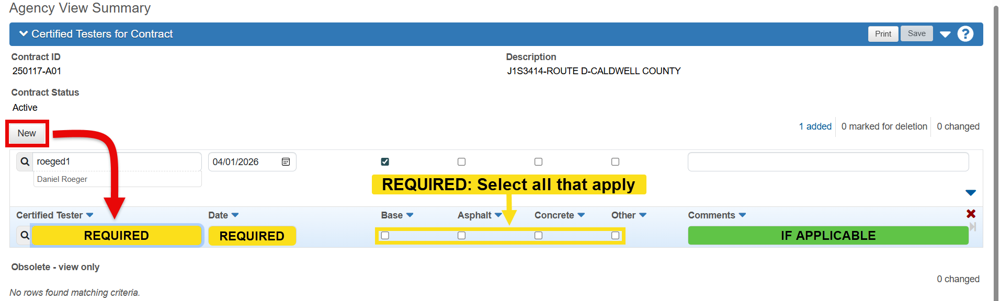 Agency View Summary
Certified Testers for Contract
Print Save ?
Contract ID Description
250117-A01 J1S3414-ROUTE D-CALDWELL COUNTY
Contract Status
Active
New 1 added 0 marked for deletion 0 changed
roeged1 04/01/2026
Daniel Roeger
REQUIRED: Select all that apply
Certified Tester Date Base Asphalt Concrete Other Comments
REQUIRED REQUIRED IF APPLICABLE
Obsolete - view only
0 changed
No rows found matching criteria.